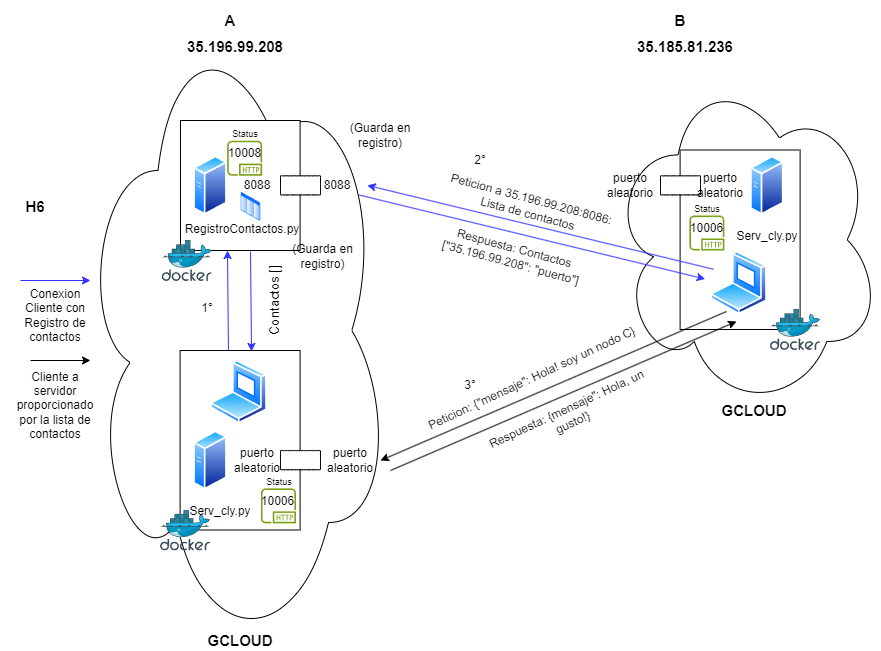 A
35.196.99.208
B
35.185.81.236
Status
10008
HTTP
8088
8088
RegistroContactos.py
docker
(Guarda en
registro)
(Guarda en
registro)
2°
Peticion a 35.196.99.208:8086:
Lista de contactos
Respuesta: Contactos
["35.196.99.208": "puerto"]
puerto
aleatorio
puerto
aleatorio
Status
10006
HTTP
Serv_cly.py
docker
GCLOUD
H6
Conexion
Cliente con
Registro de
contactos
Cliente a
servidor
proporcionado
por la lista de
contactos
1°
Contactos []
3°
Peticion: {"mensaje": Hola! soy un nodo C}
Respuesta: {mensaje": Hola, un
gusto!}
puerto
aleatorio
puerto
aleatorio
Status
10006
HTTP
Serv_cly.py
docker
GCLOUD